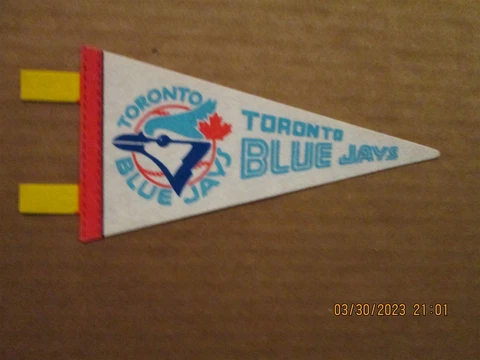 TORONTO
BLUE JAYS
TORONTO
BLUE JAYS
03/30/2023 21:01